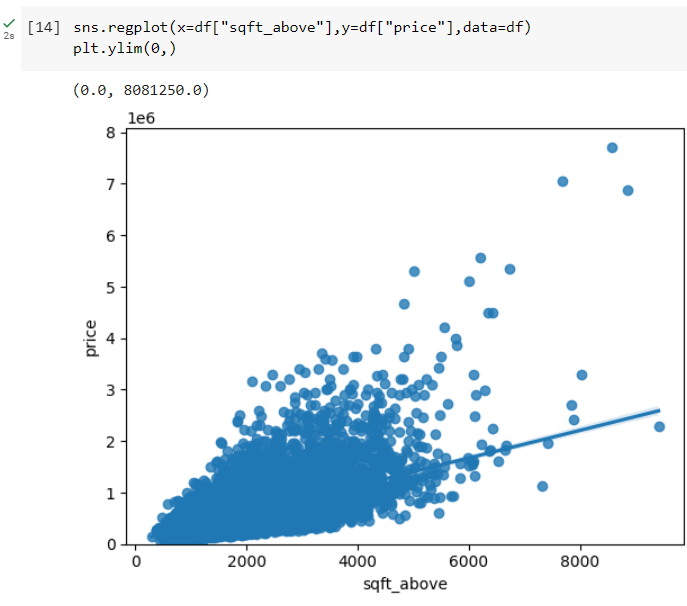 [14] sns.regplot(x=df["sqft_above"],y=df["price"],data=df)
2s
plt.ylim(0,)
(0.0, 8081250.0)
1e6
8
7
6
5
4
3
2
1
0
price
0 2000 4000 6000 8000
sqft_above